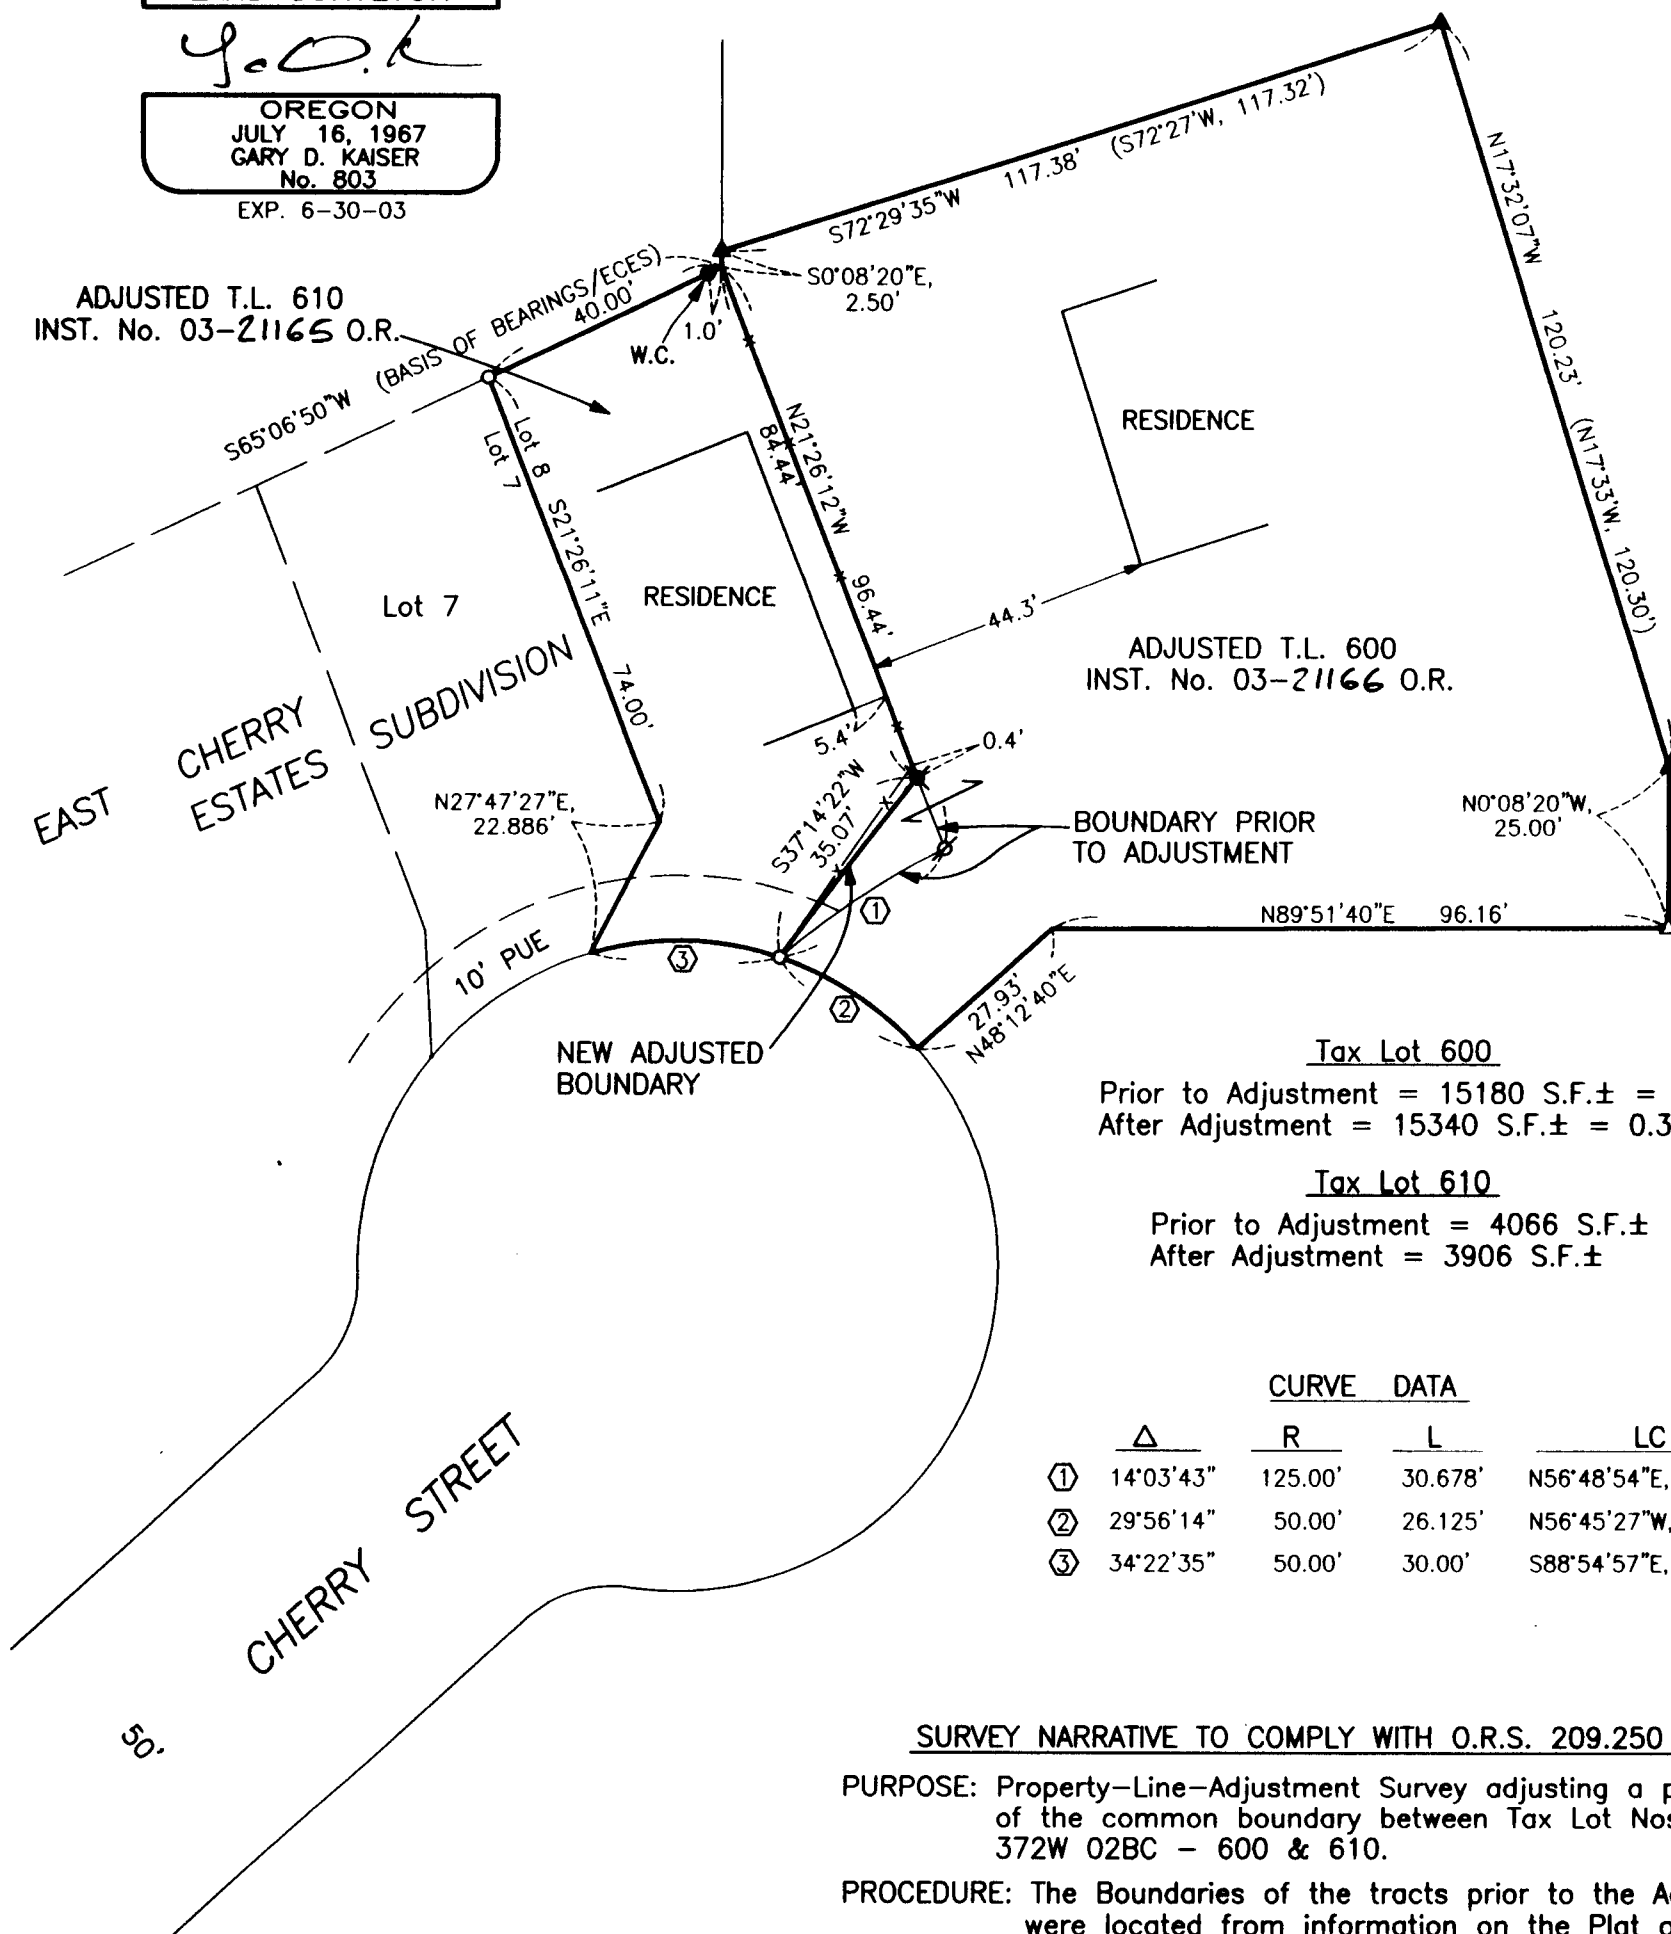 OREGON
JULY 16, 1967
GARY D. KAISER
No. 803
EXP. 6-30-03
ADJUSTED T.L. 610
INST. No. 03-21165 O.R.
S65°06'50"W (BASIS OF BEARINGS/ECES)
40.00'
1.0'
W.C.
S0°08'20"E,
2.50'
S72°29'35"W 117.38' (S72°27'W, 117.32')
N17°32'07"W 120.23' (N17°33'W, 120.30')
Lot 8
Lot 7
S21°26'11"E 74.00'
N21°26'12"W 96.44'
84.44'
RESIDENCE
RESIDENCE
44.3'
Lot 7
ADJUSTED T.L. 600
INST. No. 03-21166 O.R.
EAST CHERRY SUBDIVISION
ESTATES
5.4'
0.4'
N27°47'27"E,
22.886'
S37°14'22"W
35.07'
BOUNDARY PRIOR
TO ADJUSTMENT
N0°08'20"W,
25.00'
1
N89°51'40"E 96.16'
10' PUE
3
2
27.93'
N48°12'40"E
NEW ADJUSTED
BOUNDARY
Tax Lot 600
Prior to Adjustment = 15180 S.F.± =
After Adjustment = 15340 S.F.± = 0.3
Tax Lot 610
Prior to Adjustment = 4066 S.F.±
After Adjustment = 3906 S.F.±
CURVE DATA
△ R L LC
1 14°03'43" 125.00' 30.678' N56°48'54"E,
2 29°56'14" 50.00' 26.125' N56°45'27"W,
3 34°22'35" 50.00' 30.00' S88°54'57"E,
CHERRY STREET
50'
SURVEY NARRATIVE TO COMPLY WITH O.R.S. 209.250
PURPOSE: Property-Line-Adjustment Survey adjusting a p
of the common boundary between Tax Lot Nos
372W 02BC - 600 & 610.
PROCEDURE: The Boundaries of the tracts prior to the A
were located from information on the Plat o